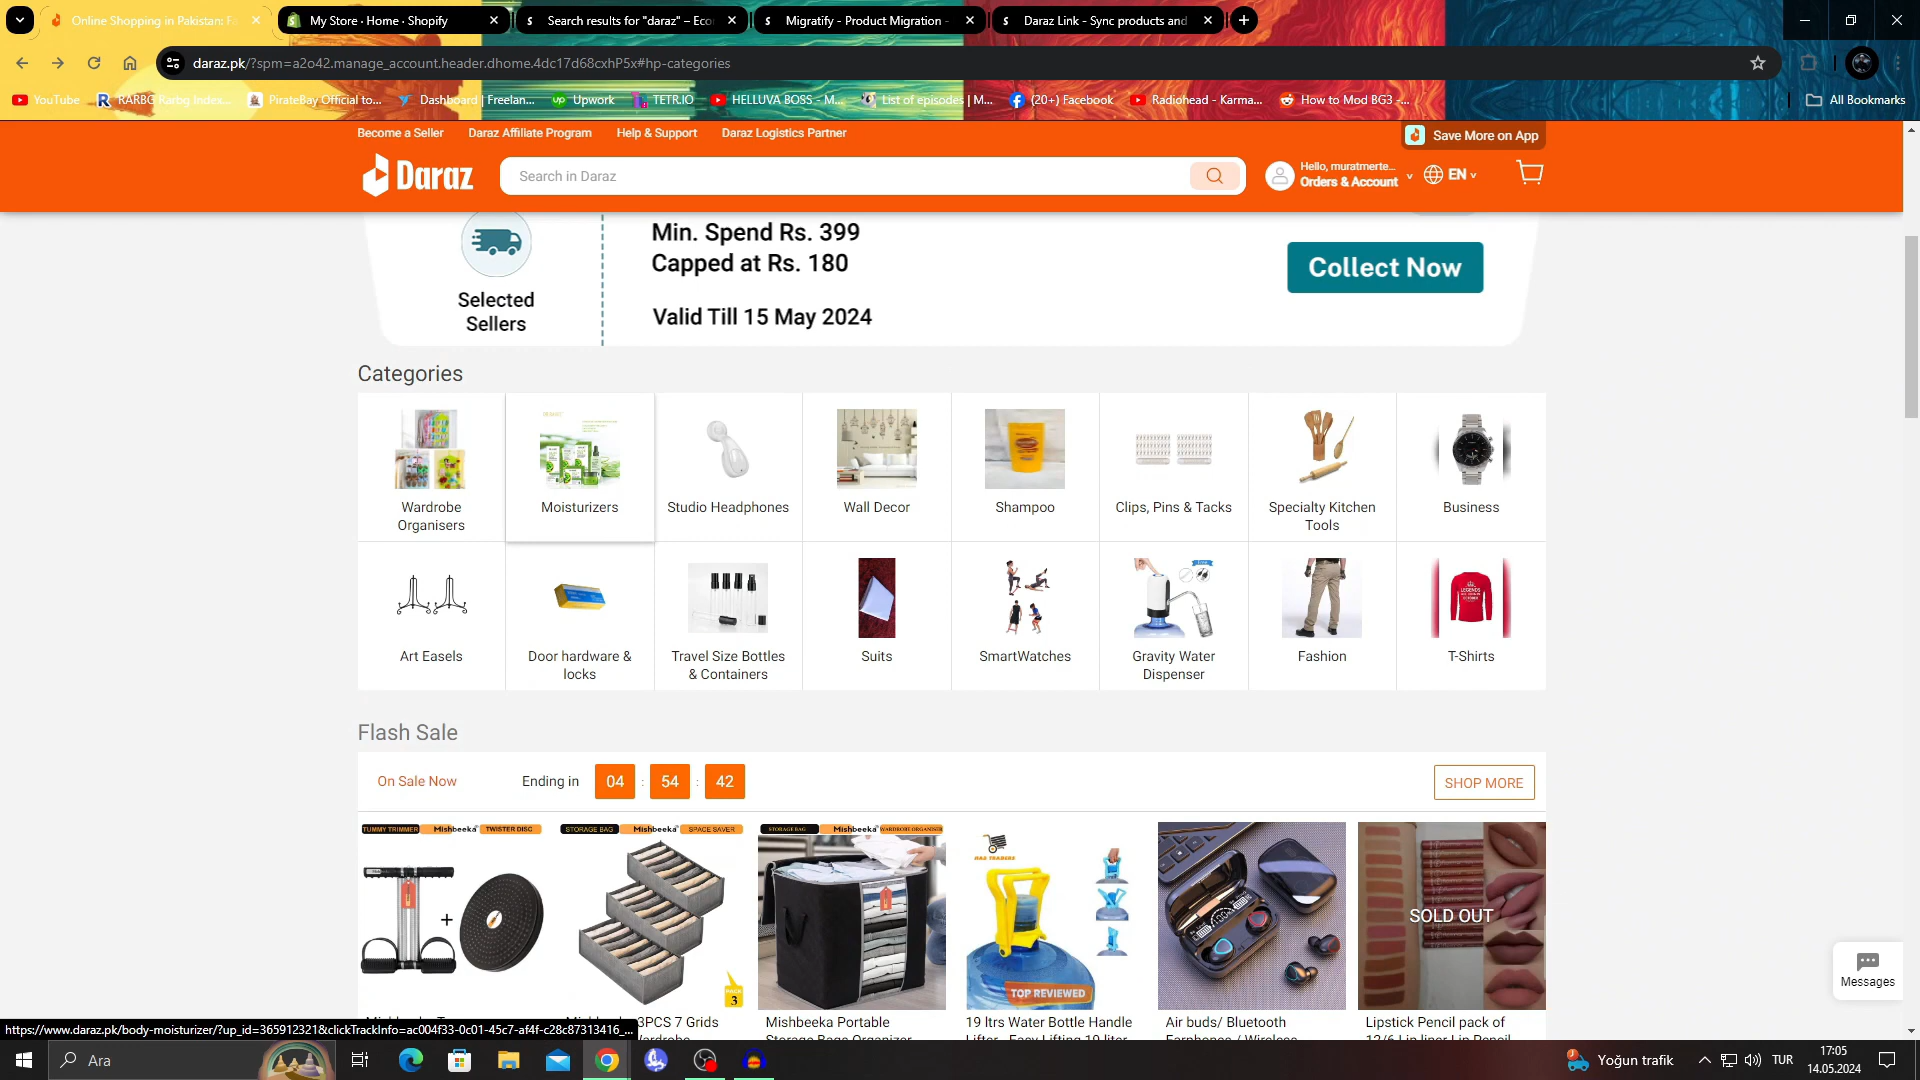 Online Shopping in Pakistan: F
My Store · Home · Shopify
Search results for "daraz" – Eco
Migratify - Product Migration -
Daraz Link - Sync products and
daraz.pk/?spm=a2o42.manage_account.header.dhome.4dc17d68cxhP5x#hp-categories
YouTube
RARBG Rarbg Index...
PirateBay Official to...
Dashboard | Freelan...
Upwork
TETR.IO
HELLUVA BOSS - M...
List of episodes | M...
(20+) Facebook
Radiohead - Karma...
How to Mod BG3 -...
All Bookmarks
Become a Seller
Daraz Affiliate Program
Help & Support
Daraz Logistics Partner
Save More on App
Daraz
Search in Daraz
Hello, muratmerte...
Orders & Account
EN
Selected
Sellers
Min. Spend Rs. 399
Capped at Rs. 180
Valid Till 15 May 2024
Collect Now
Categories
Wardrobe
Organisers
Moisturizers
Studio Headphones
Wall Decor
Shampoo
Clips, Pins & Tacks
Specialty Kitchen
Tools
Business
Art Easels
Door hardware &
locks
Travel Size Bottles
& Containers
Suits
SmartWatches
Gravity Water
Dispenser
Fashion
T-Shirts
Flash Sale
On Sale Now
Ending in
04 : 54 : 42
SHOP MORE
TUMMY TRIMMER Mishbeeka TWISTER DISC
STORAGE BAG Mishbeeka SPACE SAVER
STORAGE BAG Mishbeeka WARDROBE ORGANISER
PACK
3
TOP REVIEWED
SOLD OUT
3PCS 7 Grids
Mishbeeka Portable
Storage Bag Organizer
19 ltrs Water Bottle Handle
Lifter - Easy Lifting 19 liter
Air buds/ Bluetooth
Earphones / Wireless
Lipstick Pencil pack of
12/6 Lip liner Lip Pencil
Messages
https://www.daraz.pk/body-moisturizer/?up_id=365912321&clickTrackInfo=ac004f33-0c01-45c7-af4f-c28c87313416_...
Ara
Yoğun trafik
TUR
17:05
14.05.2024